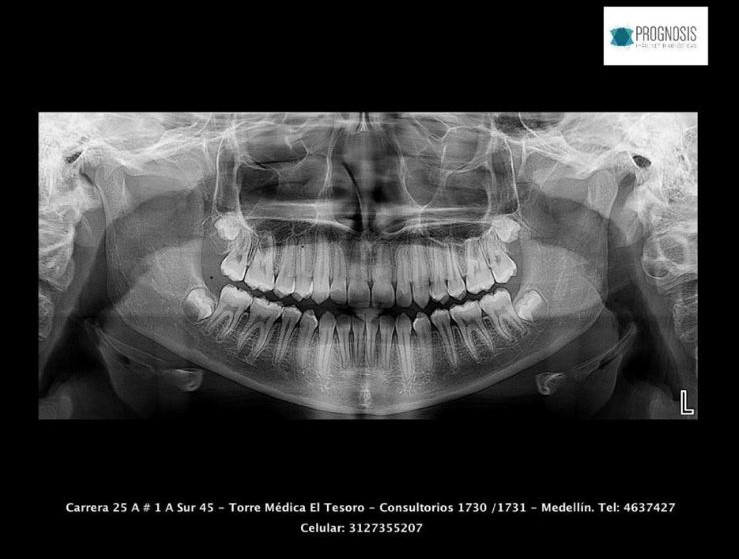 PROGNOSIS
L
Carrera 25 A # 1 A Sur 45 - Torre Médica El Tesoro - Consultorios 1730 /1731 - Medellín. Tel: 4637427
Celular: 3127355207